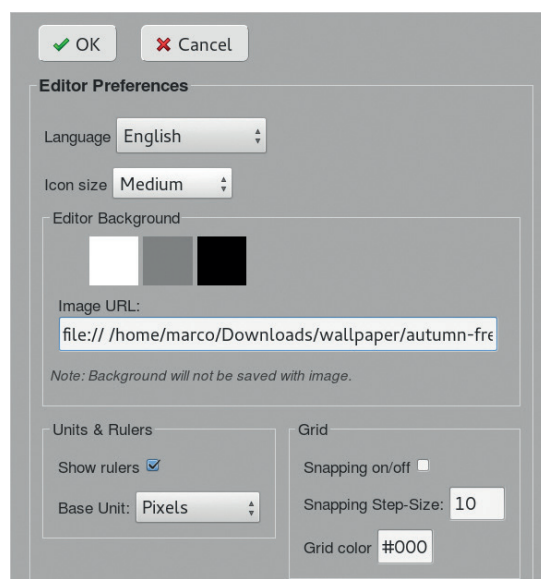 OK Cancel
Editor Preferences
Language English
Icon size Medium
Editor Background
Image URL:
file:// /home/marco/Downloads/wallpaper/autumn-fre
Note: Background will not be saved with image.
Units & Rulers
Show rulers
Base Unit: Pixels
Grid
Snapping on/off
Snapping Step-Size: 10
Grid color #000